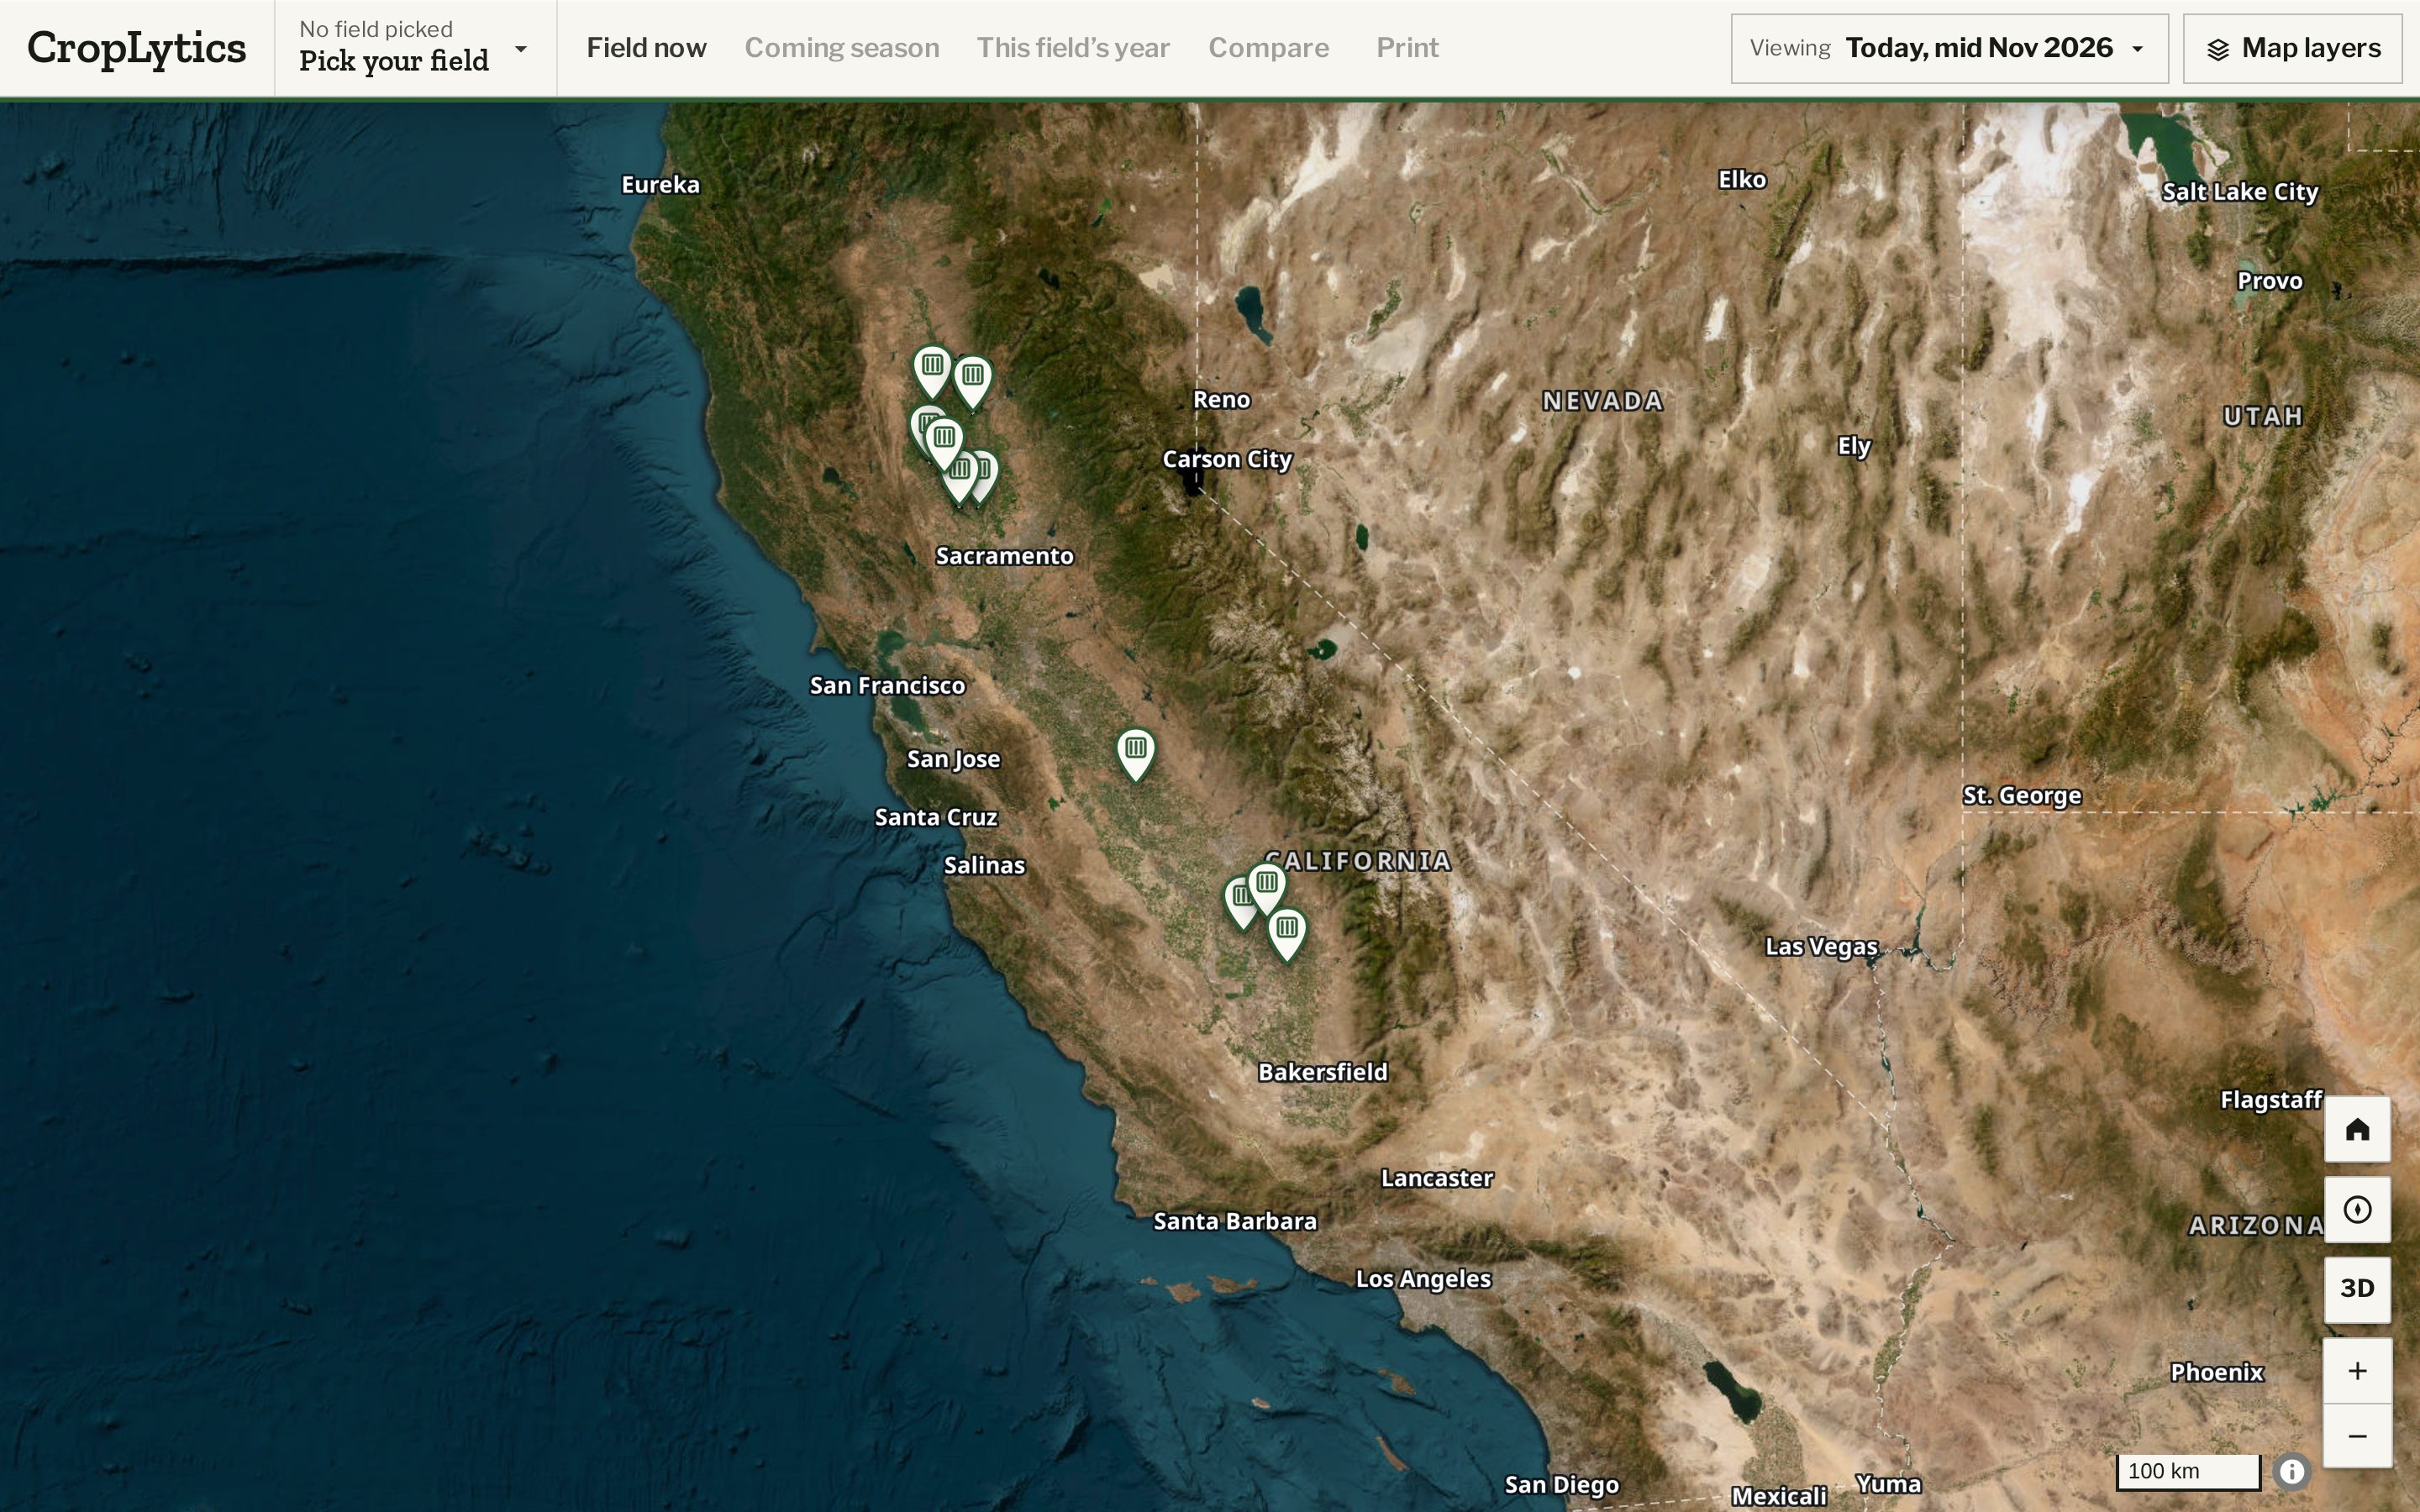 CropLytics
No field picked
Pick your field
Field now
Coming season
This field’s year
Compare
Print
Viewing Today, mid Nov 2026
Map layers
Eureka
Elko
Salt Lake City
Provo
Reno
NEVADA
UTAH
Carson City
Ely
Sacramento
San Francisco
San Jose
St. George
Santa Cruz
CALIFORNIA
Salinas
Las Vegas
Bakersfield
Flagstaff
Lancaster
Santa Barbara
ARIZONA
Los Angeles
3D
Phoenix
+
−
100 km
San Diego
Mexicali
Yuma